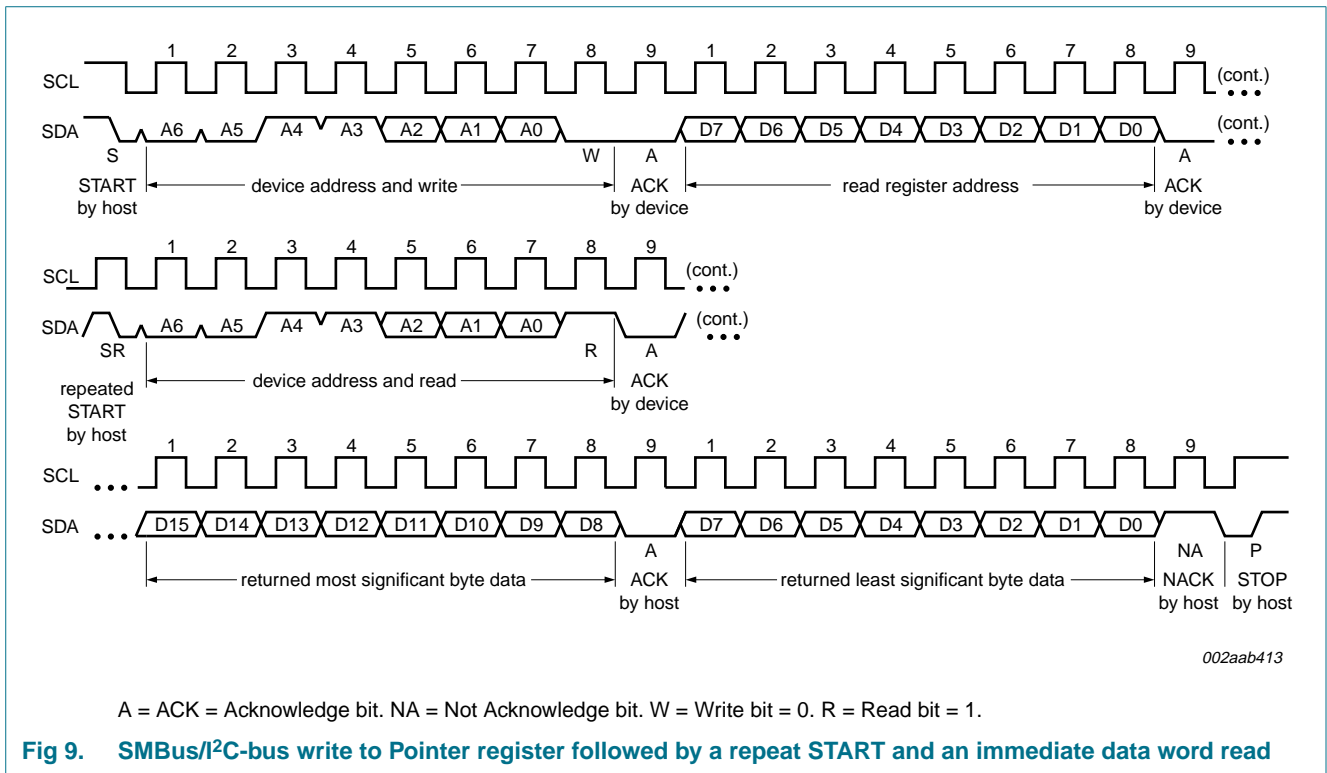 1 2 3 4 5 6 7 8 9 1 2 3 4 5 6 7 8 9
SCL (cont.)
SDA A6 A5 A4 A3 A2 A1 A0 D7 D6 D5 D4 D3 D2 D1 D0 (cont.)
S W A A
START by host
device address and write
ACK by device
read register address
ACK by device
1 2 3 4 5 6 7 8 9
SCL (cont.)
SDA A6 A5 A4 A3 A2 A1 A0 (cont.)
SR R A
repeated START by host
device address and read
ACK by device
1 2 3 4 5 6 7 8 9 1 2 3 4 5 6 7 8 9
SCL
SDA D15 D14 D13 D12 D11 D10 D9 D8 D7 D6 D5 D4 D3 D2 D1 D0
A NA P
returned most significant byte data
ACK by host
returned least significant byte data
NACK by host
STOP by host
002aab413
A = ACK = Acknowledge bit. NA = Not Acknowledge bit. W = Write bit = 0. R = Read bit = 1.
Fig 9. SMBus/I²C-bus write to Pointer register followed by a repeat START and an immediate data word read